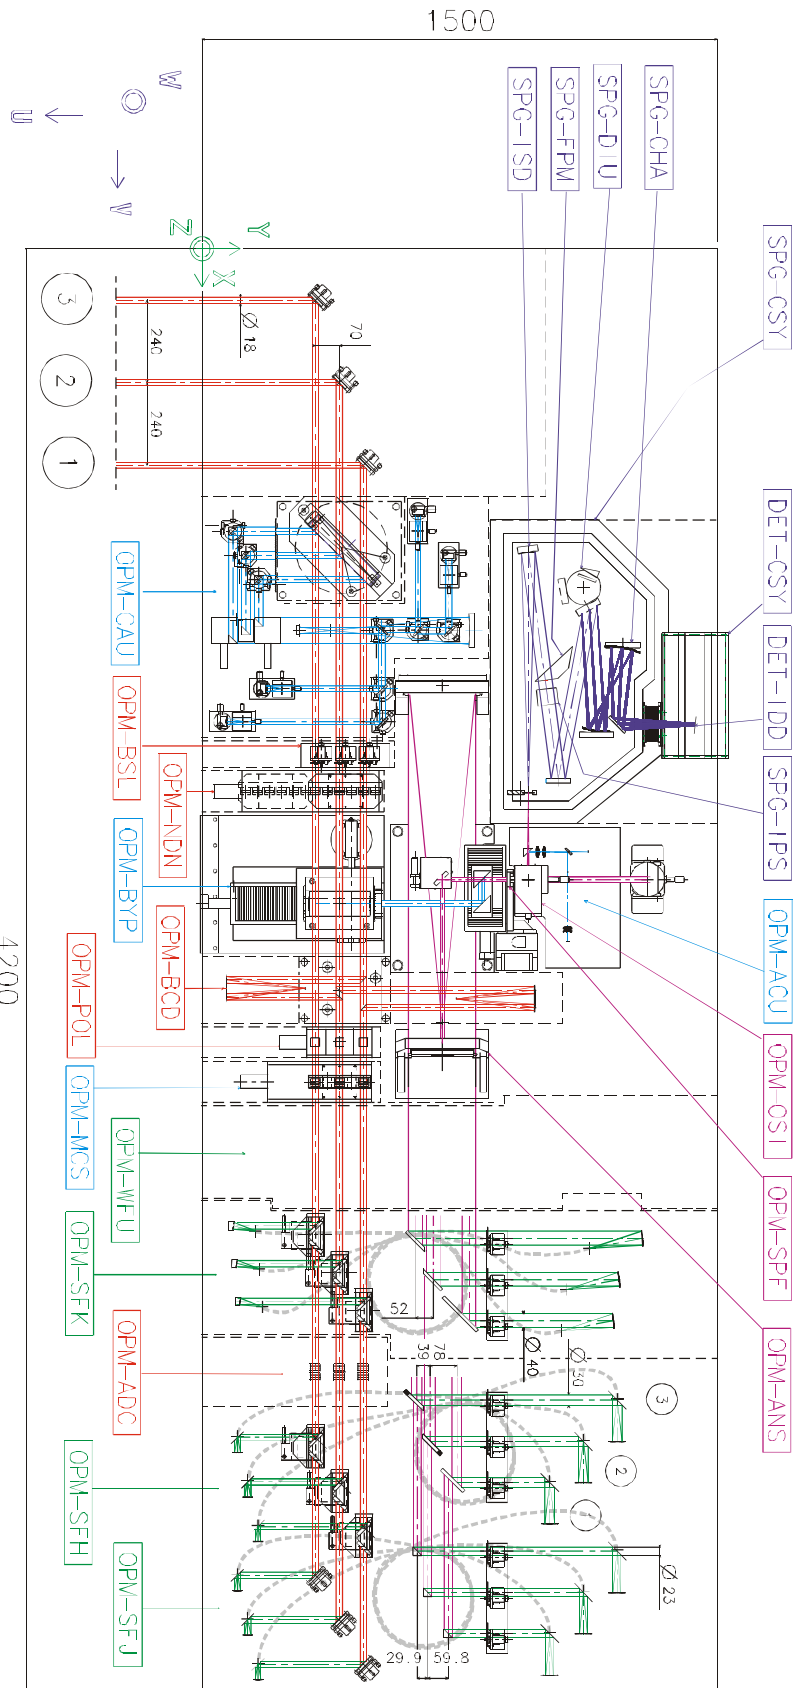 1500
W
U
V
SPG-ISD
SPG-FPM
SPG-DIU
SPG-CHA
SPG-CSY
Y
Z
X
3
2
1
240
240
Ø 18
70
DET-CSY
DET-IDD
SPG-IPS
OPM-CAU
OPM-BSL
OPM-NDN
OPM-BYP
OPM-BCD
OPM-POL
OPM-MCS
OPM-WFU
OPM-SFK
OPM-ADC
OPM-SFH
OPM-SFJ
OPM-ACU
OPM-CSI
OPM-SPF
OPM-ANS
4200
52
39
78
Ø 40
Ø 30
3
2
1
Ø 23
29.9
59.8